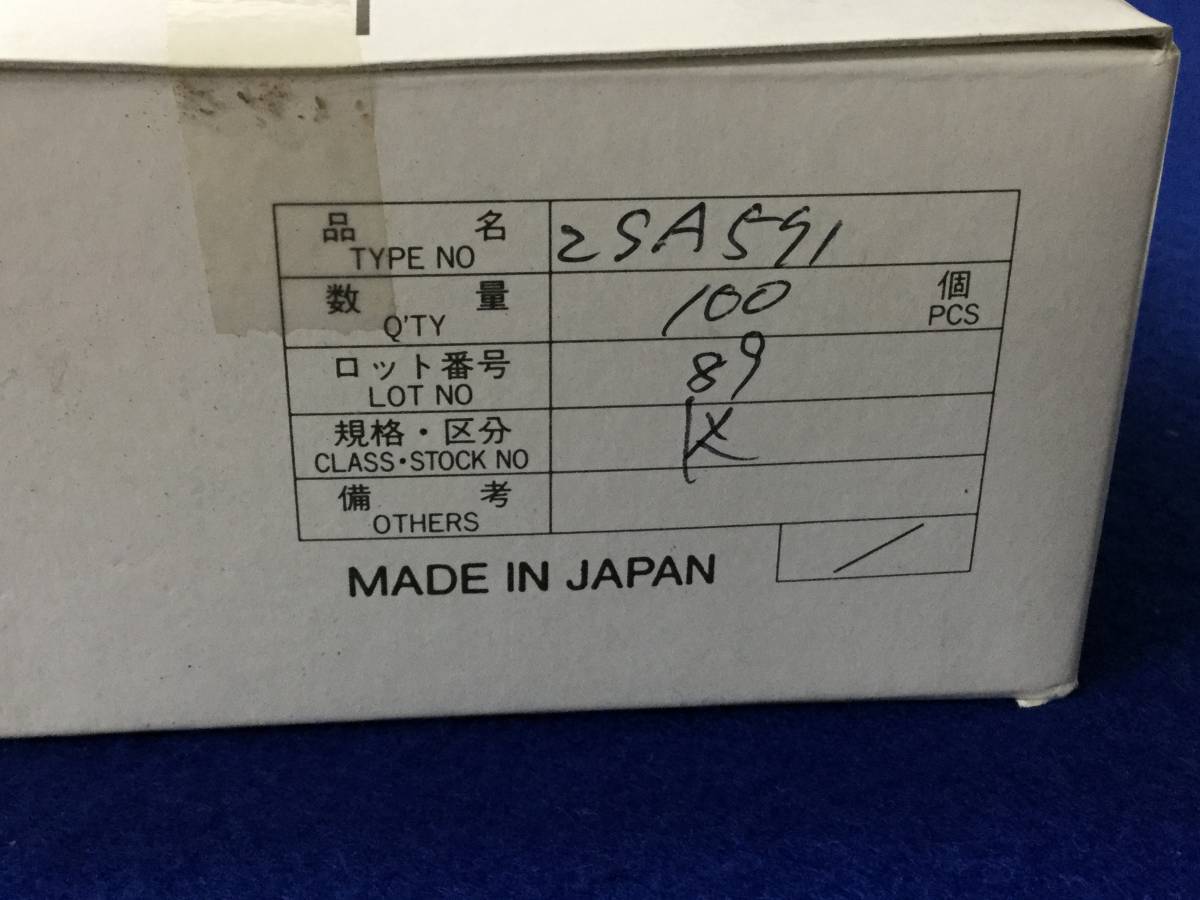 品名 2SA591
TYPE NO
数量 100 個
Q'TY PCS
ロット番号 89
LOT NO
規格・区分 K
CLASS・STOCK NO
備考
OTHERS
MADE IN JAPAN